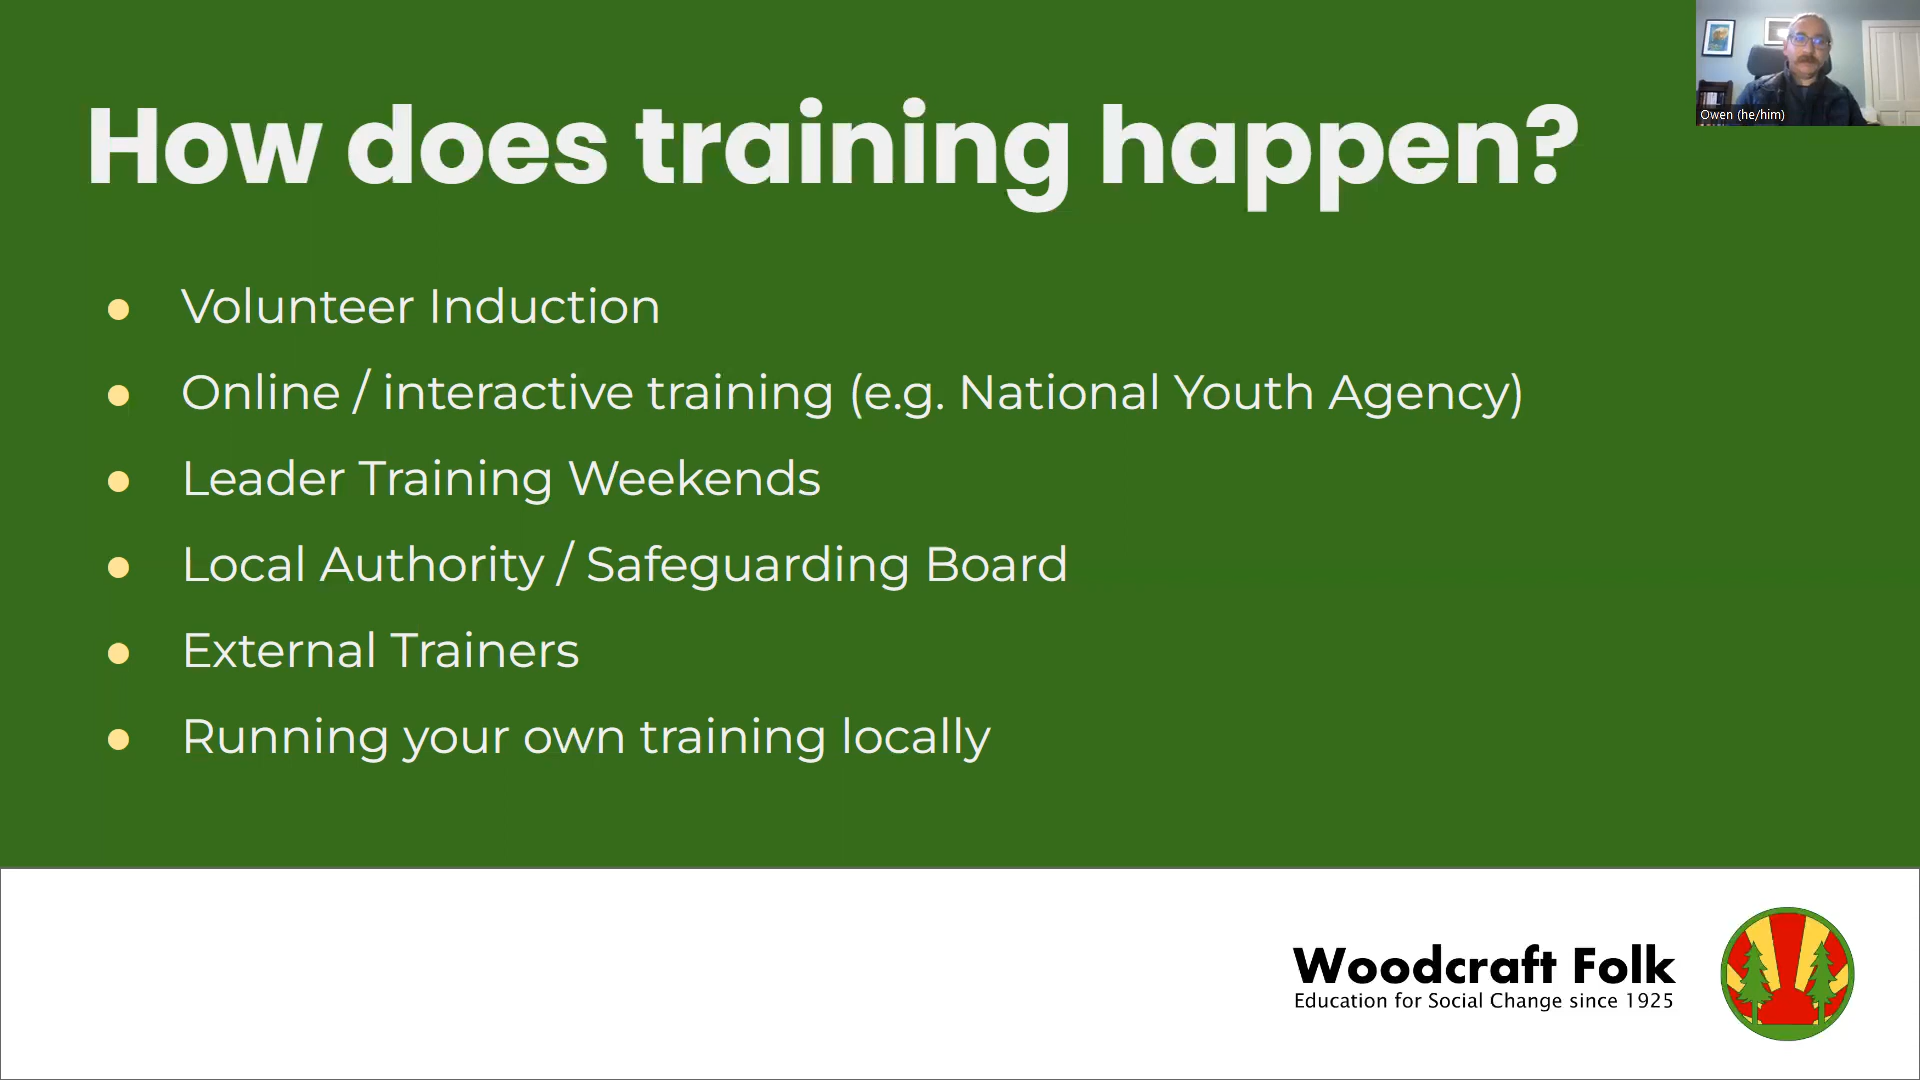 Owen (he/him)
How does training happen?
● Volunteer Induction
● Online / interactive training (e.g. National Youth Agency)
● Leader Training Weekends
● Local Authority / Safeguarding Board
● External Trainers
● Running your own training locally
Woodcraft Folk
Education for Social Change since 1925